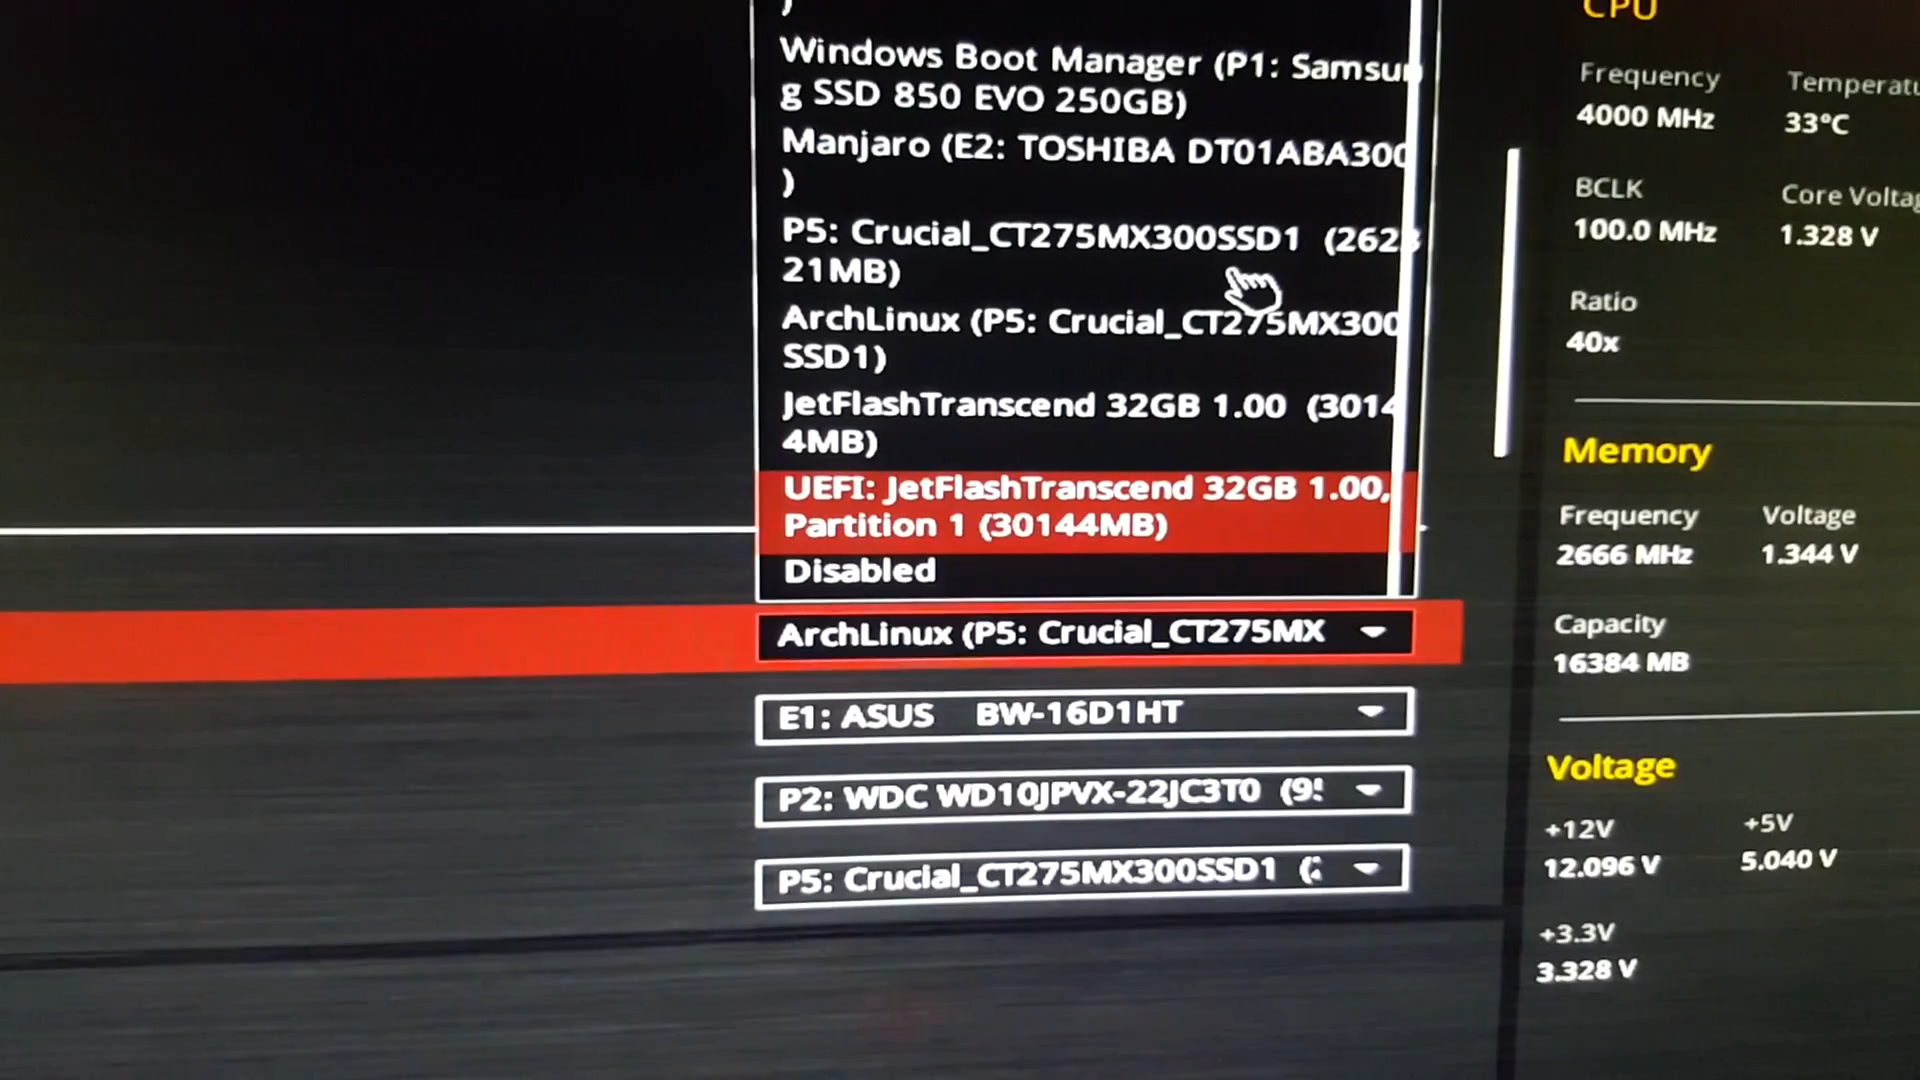 )
Windows Boot Manager (P1: Samsun
g SSD 850 EVO 250GB)
Manjaro (E2: TOSHIBA DT01ABA300
)
P5: Crucial_CT275MX300SSD1 (2623
21MB)
ArchLinux (P5: Crucial_CT275MX300
SSD1)
JetFlashTranscend 32GB 1.00 (3014
4MB)
UEFI: JetFlashTranscend 32GB 1.00,
Partition 1 (30144MB)
Disabled
ArchLinux (P5: Crucial_CT275MX
E1: ASUS BW-16D1HT
P2: WDC WD10JPVX-22JC3T0 (9
P5: Crucial_CT275MX300SSD1 (
CPU
Frequency Temperatu
4000 MHz 33°C
BCLK Core Voltag
100.0 MHz 1.328 V
Ratio
40x
Memory
Frequency Voltage
2666 MHz 1.344 V
Capacity
16384 MB
Voltage
+12V +5V
12.096 V 5.040 V
+3.3V
3.328 V